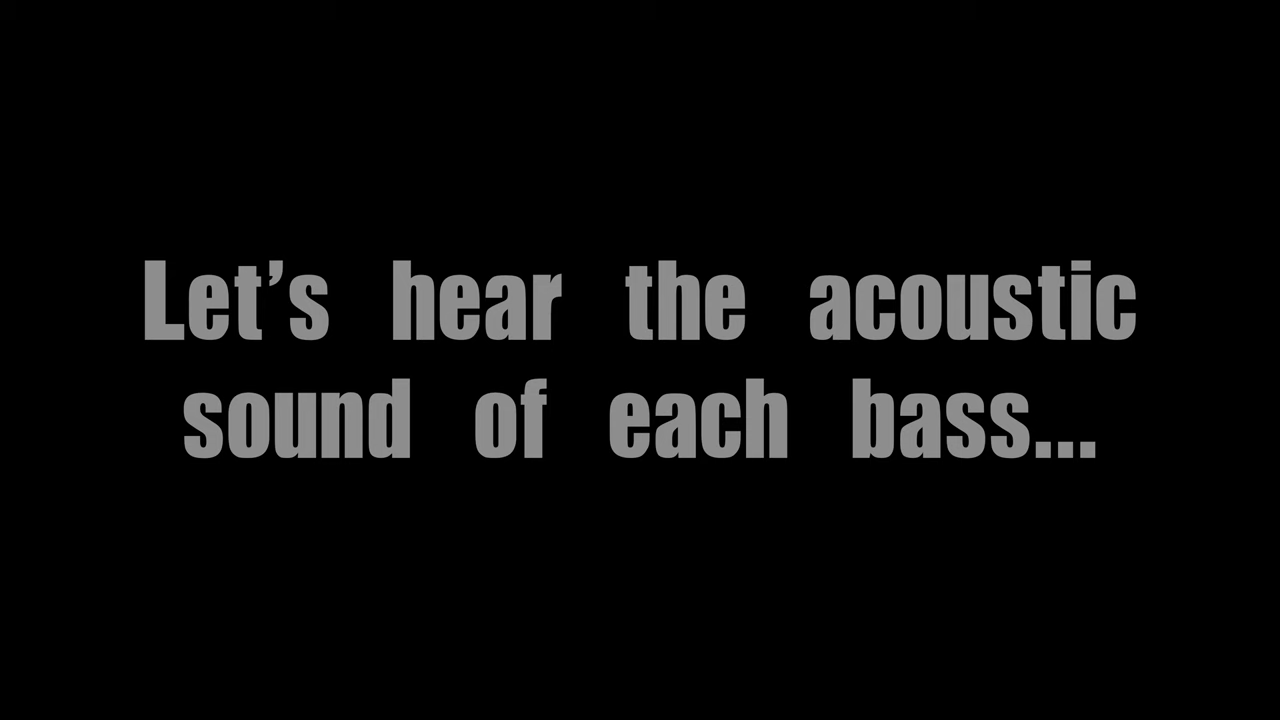 Let’s hear the acoustic
sound of each bass...